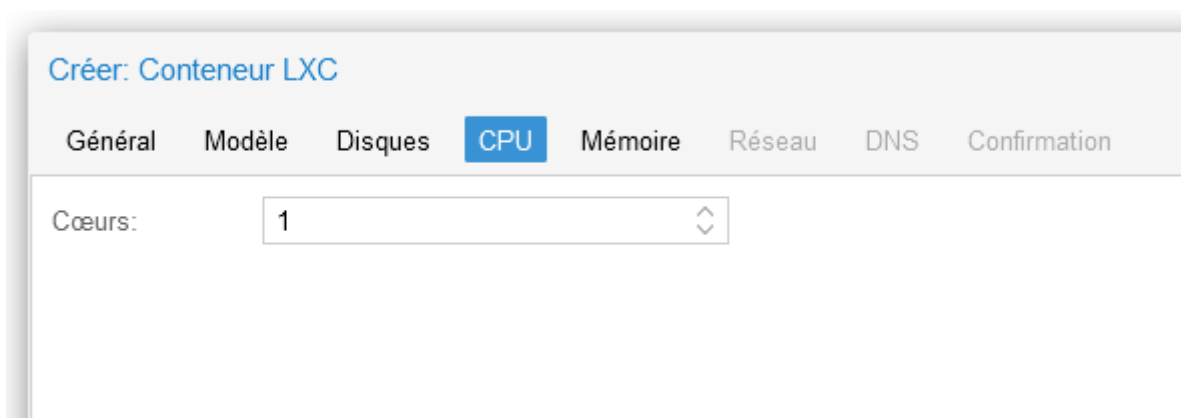 Créer: Conteneur LXC
Général Modèle Disques CPU Mémoire Réseau DNS Confirmation
Cœurs: 1